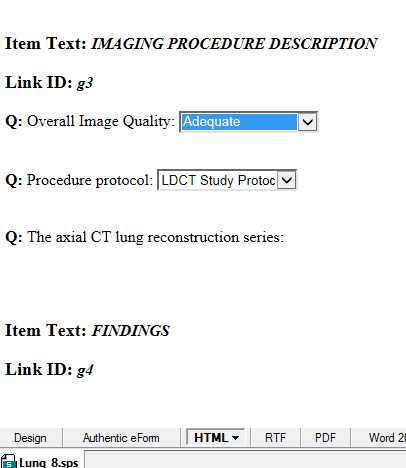 Item Text: IMAGING PROCEDURE DESCRIPTION
Link ID: g3
Q: Overall Image Quality: Adequate
Q: Procedure protocol: LDCT Study Protoc
Q: The axial CT lung reconstruction series:
Item Text: FINDINGS
Link ID: g4
Design Authentic eForm HTML RTF PDF Word 20
Lung_8.sps